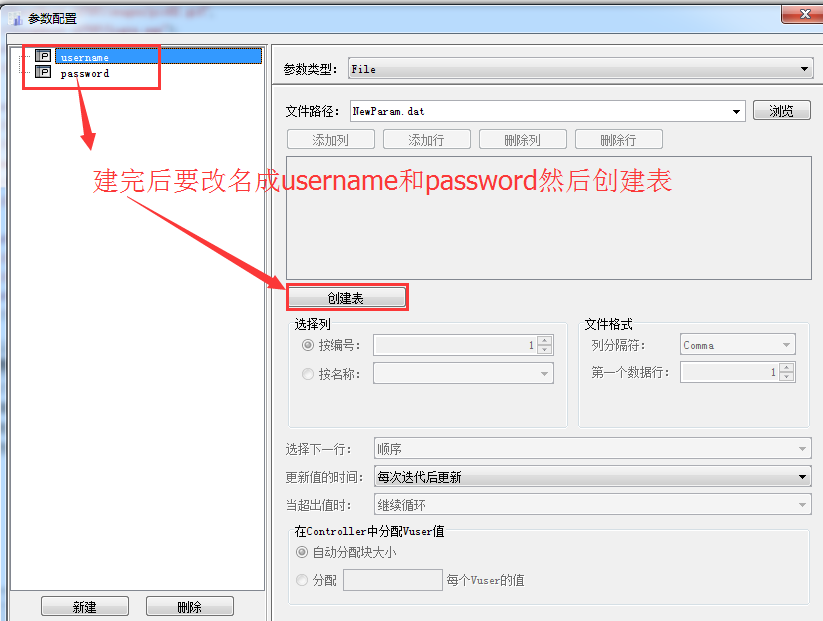 参数配置
username
password
参数类型: File
文件路径: NewParam.dat 浏览
添加列 添加行 删除列 删除行
建完后要改名成username和password然后创建表
创建表
选择列
按编号: 1
按名称:
文件格式
列分隔符: Comma
第一个数据行: 1
选择下一行: 顺序
更新值的时间: 每次迭代后更新
当超出值时: 继续循环
在Controller中分配Vuser值
自动分配块大小
分配 每个Vuser的值
新建 删除